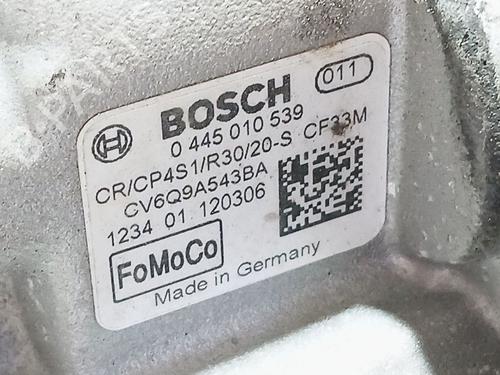 BOSCH
011
0 445 010 539
CR/CP4S1/R30/20-S CF33M
CV6Q9A543BA
1234 01 120306
FoMoCo
Made in Germany